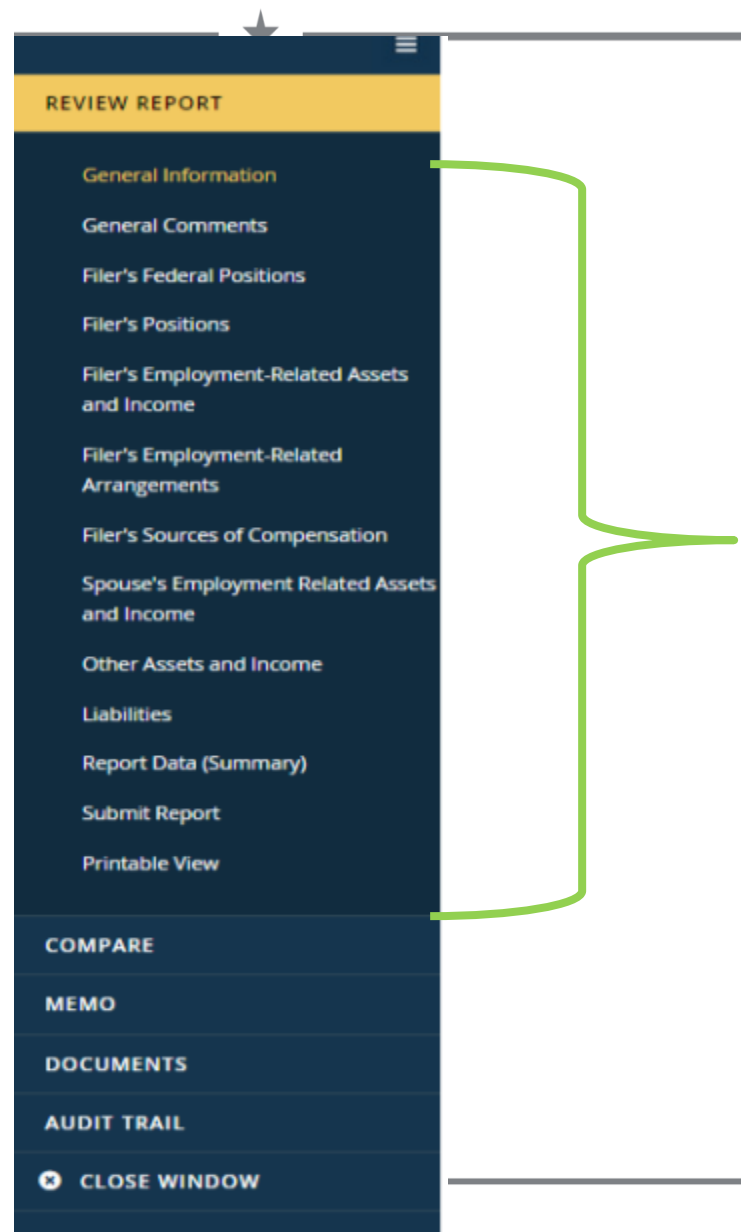 REVIEW REPORT
General Information
General Comments
Filer's Federal Positions
Filer's Positions
Filer's Employment-Related Assets
and Income
Filer's Employment-Related
Arrangements
Filer's Sources of Compensation
Spouse's Employment Related Assets
and Income
Other Assets and Income
Liabilities
Report Data (Summary)
Submit Report
Printable View
COMPARE
MEMO
DOCUMENTS
AUDIT TRAIL
CLOSE WINDOW